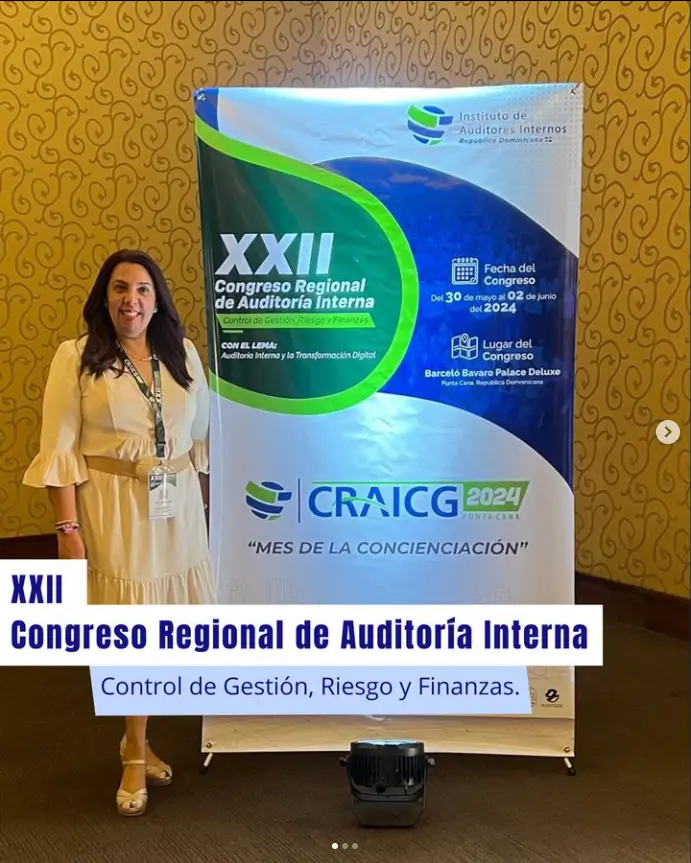 Instituto de
Auditores Internos
República Dominicana
XXII
Congreso Regional
de Auditoría Interna
Control de Gestión, Riesgo y Finanzas
CON EL LEMA:
Auditoría Interna y la Transformación Digital
Fecha del
Congreso
Del 30 de mayo al 02 de junio
del 2024
Lugar del
Congreso
Barceló Bavaro Palace Deluxe
Punta Cana, República Dominicana
CRAICG 2024
PUNTA CANA
“MES DE LA CONCIENCIACIÓN”
XXII
XXII
Congreso Regional de Auditoría Interna
Control de Gestión, Riesgo y Finanzas.